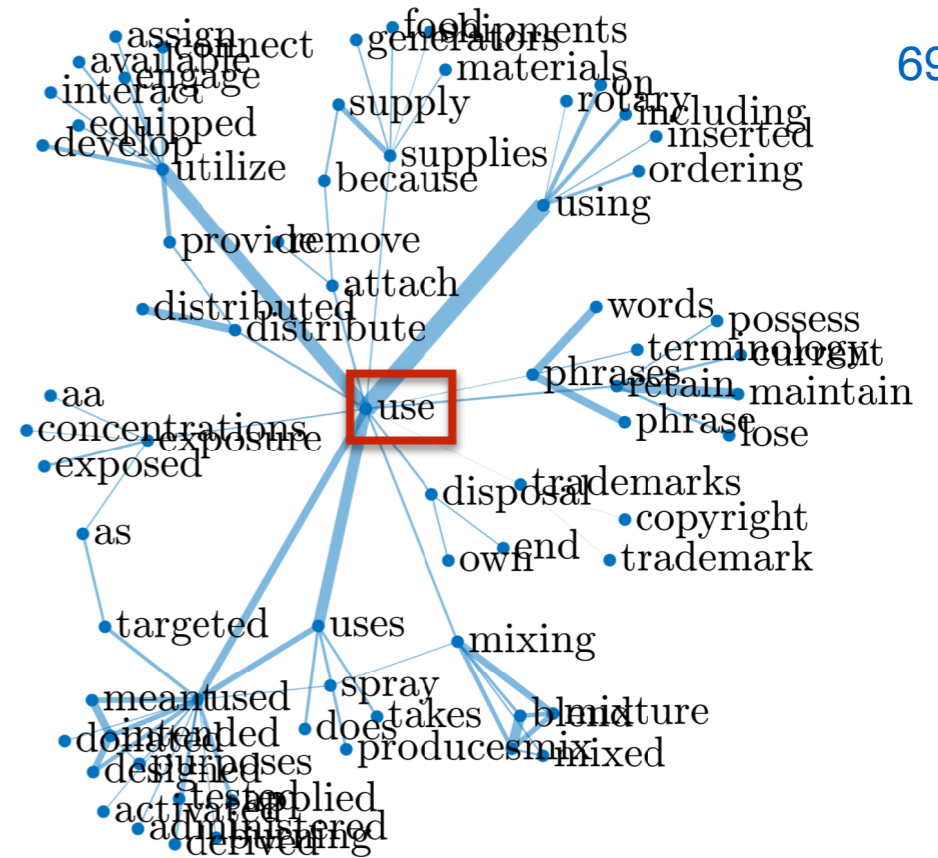 food
shipments
assign
connect
generators
69
available
materials
engage
on
interact
supply
rotary
including
equipped
inserted
develop
supplies
utilize
because
ordering
using
provide
remove
attach
distributed
words
distribute
possess
terminology
current
phrases
retain
maintain
aa
use
concentrations
phrase
lose
exposure
exposed
disposal
trademarks
copyright
as
end
own
trademark
targeted
uses
mixing
spray
meant
used
takes
blend
mixture
donated
intended
does
produces
mix
mixed
designed
purposes
tested
applied
activated
administered
burning
derived